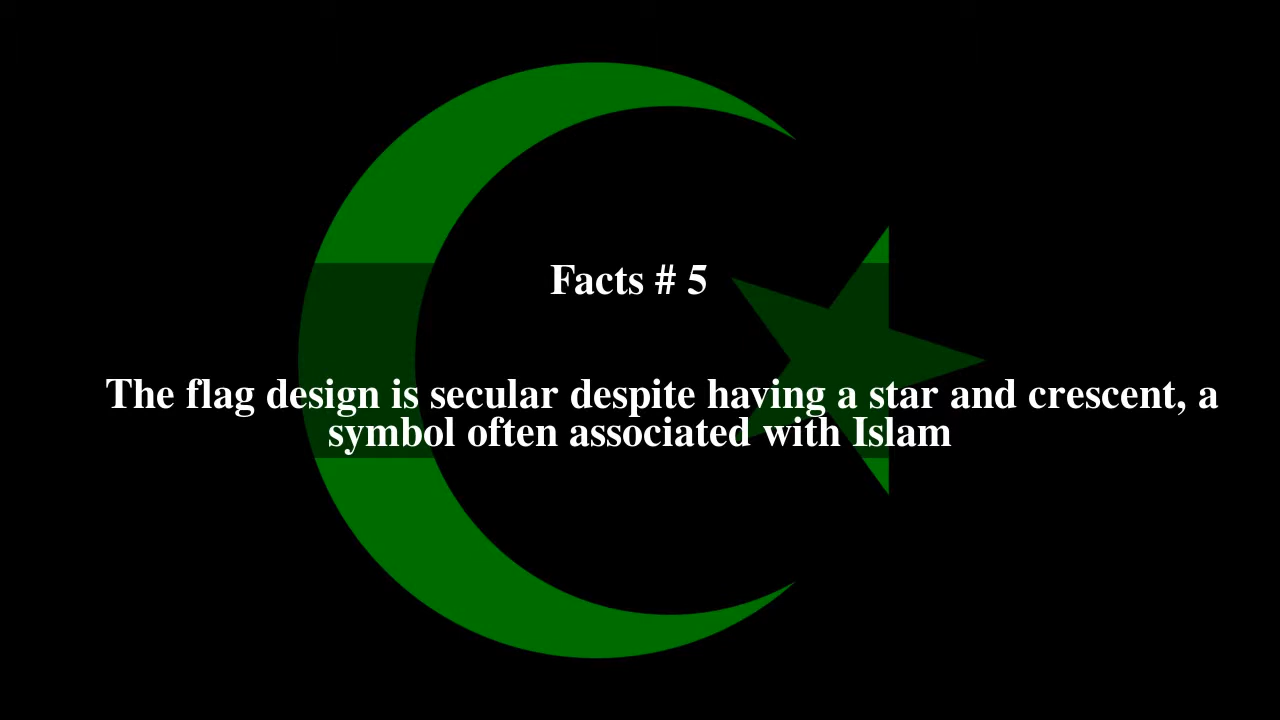 Facts # 5
The flag design is secular despite having a star and crescent, a
symbol often associated with Islam